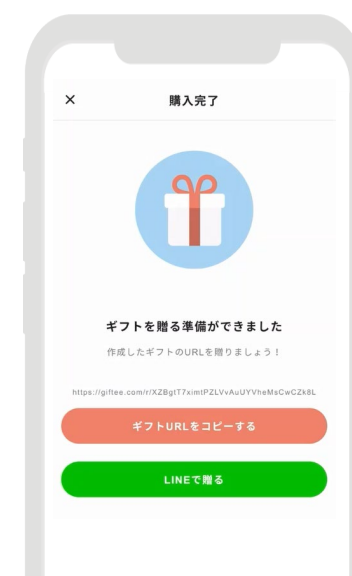 ×
購入完了
ギフトを贈る準備ができました
作成したギフトのURLを贈りましょう！
https://giftee.com/r/XZBgtT7ximtPZLVvAuUYVheMsCwCZk8L
ギフトURLをコピーする
LINEで贈る